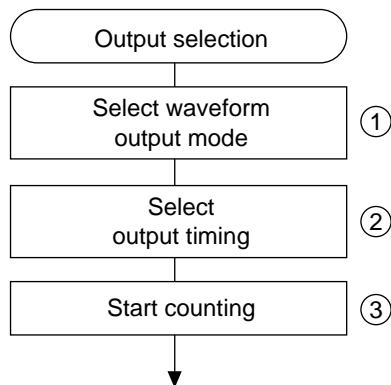 Output selection
Select waveform
output mode
1
Select
output timing
2
Start counting
3